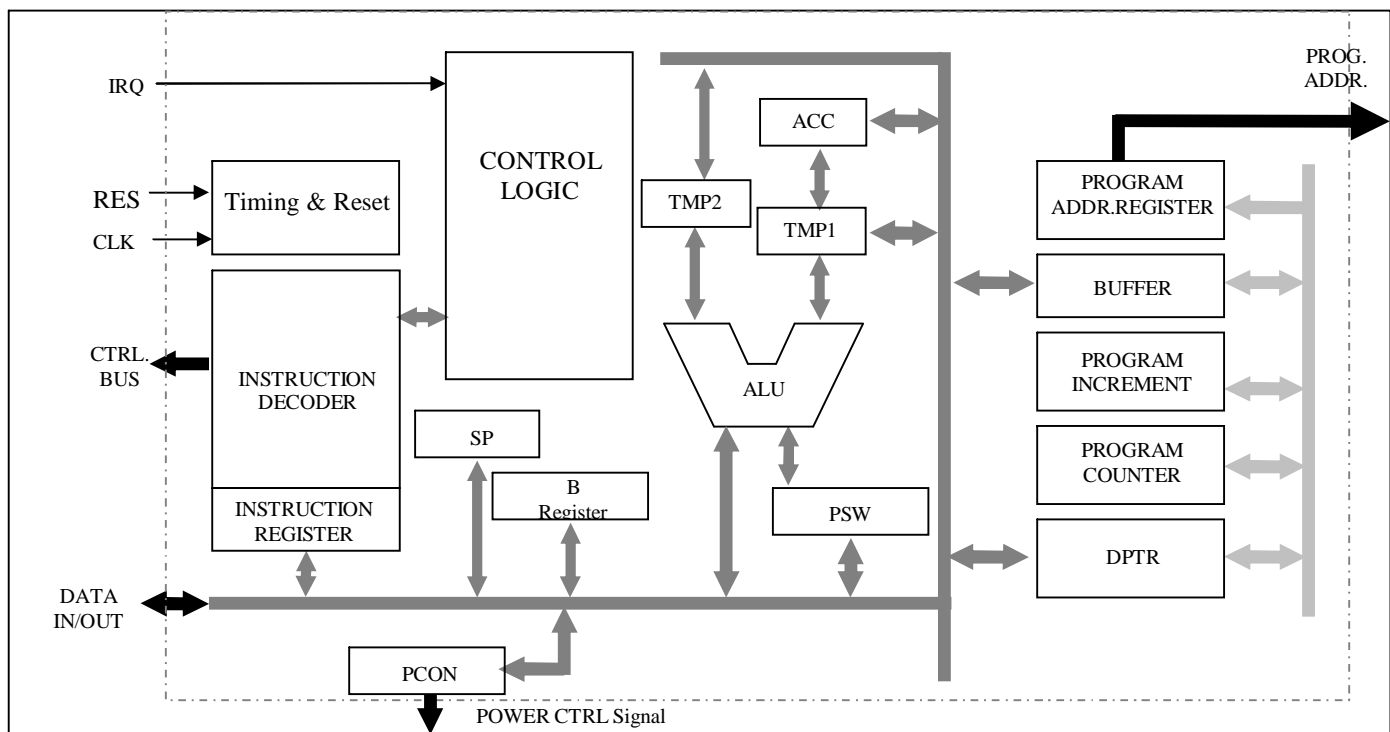 PROG.
ADDR.
IRQ
CONTROL
LOGIC
ACC
RES
Timing & Reset
CLK
TMP2
TMP1
PROGRAM
ADDR.REGISTER
BUFFER
CTRL.
BUS
INSTRUCTION
DECODER
ALU
PROGRAM
INCREMENT
SP
PROGRAM
COUNTER
INSTRUCTION
REGISTER
B
Register
PSW
DPTR
DATA
IN/OUT
PCON
POWER CTRL Signal